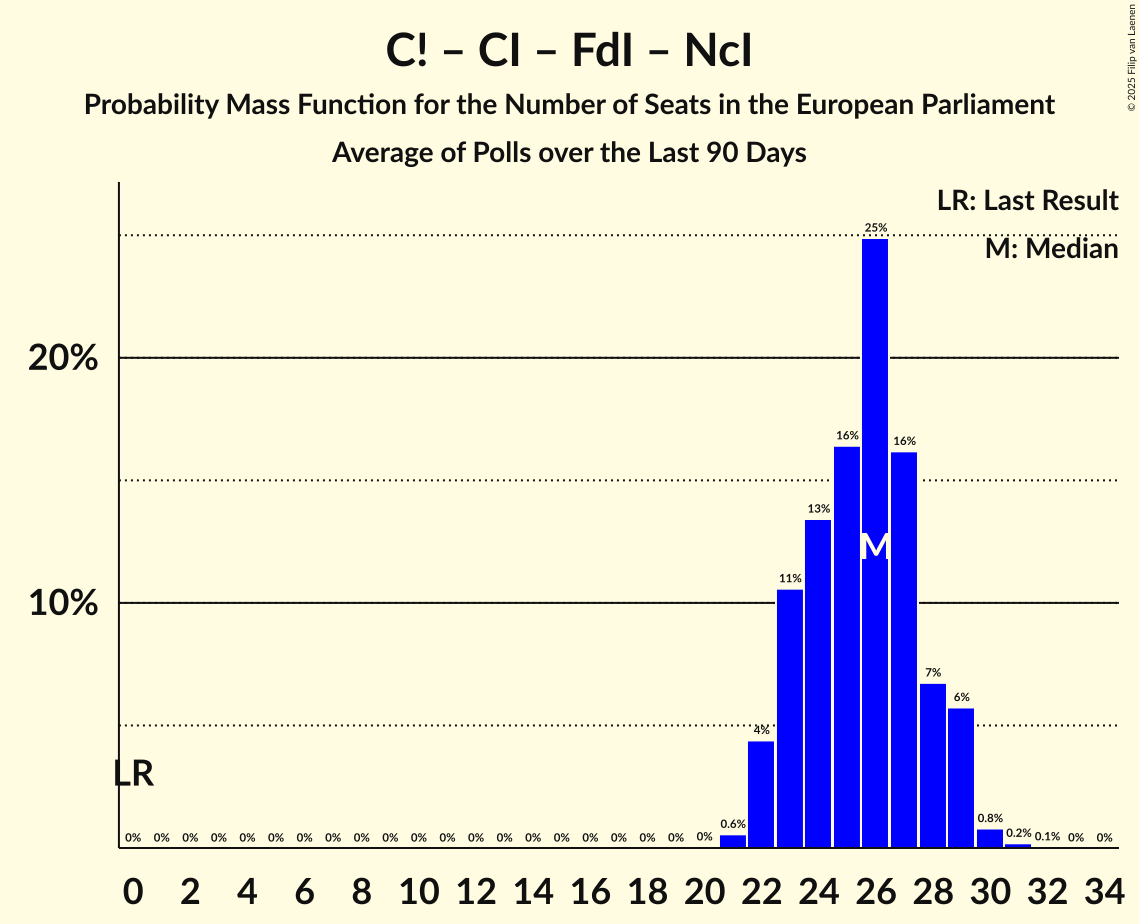 C! – CI – FdI – NcI
Probability Mass Function for the Number of Seats in the European Parliament
Average of Polls over the Last 90 Days
© 2025 Filip van Laenen
LR: Last Result
M: Median
25%
20%
16%
16%
13%
M
11%
10%
7%
6%
4%
LR
0% 0% 0% 0% 0% 0% 0% 0% 0% 0% 0% 0% 0% 0% 0% 0% 0% 0% 0% 0% 0% 0.6% 0.8% 0.2% 0.1% 0% 0%
0 2 4 6 8 10 12 14 16 18 20 22 24 26 28 30 32 34